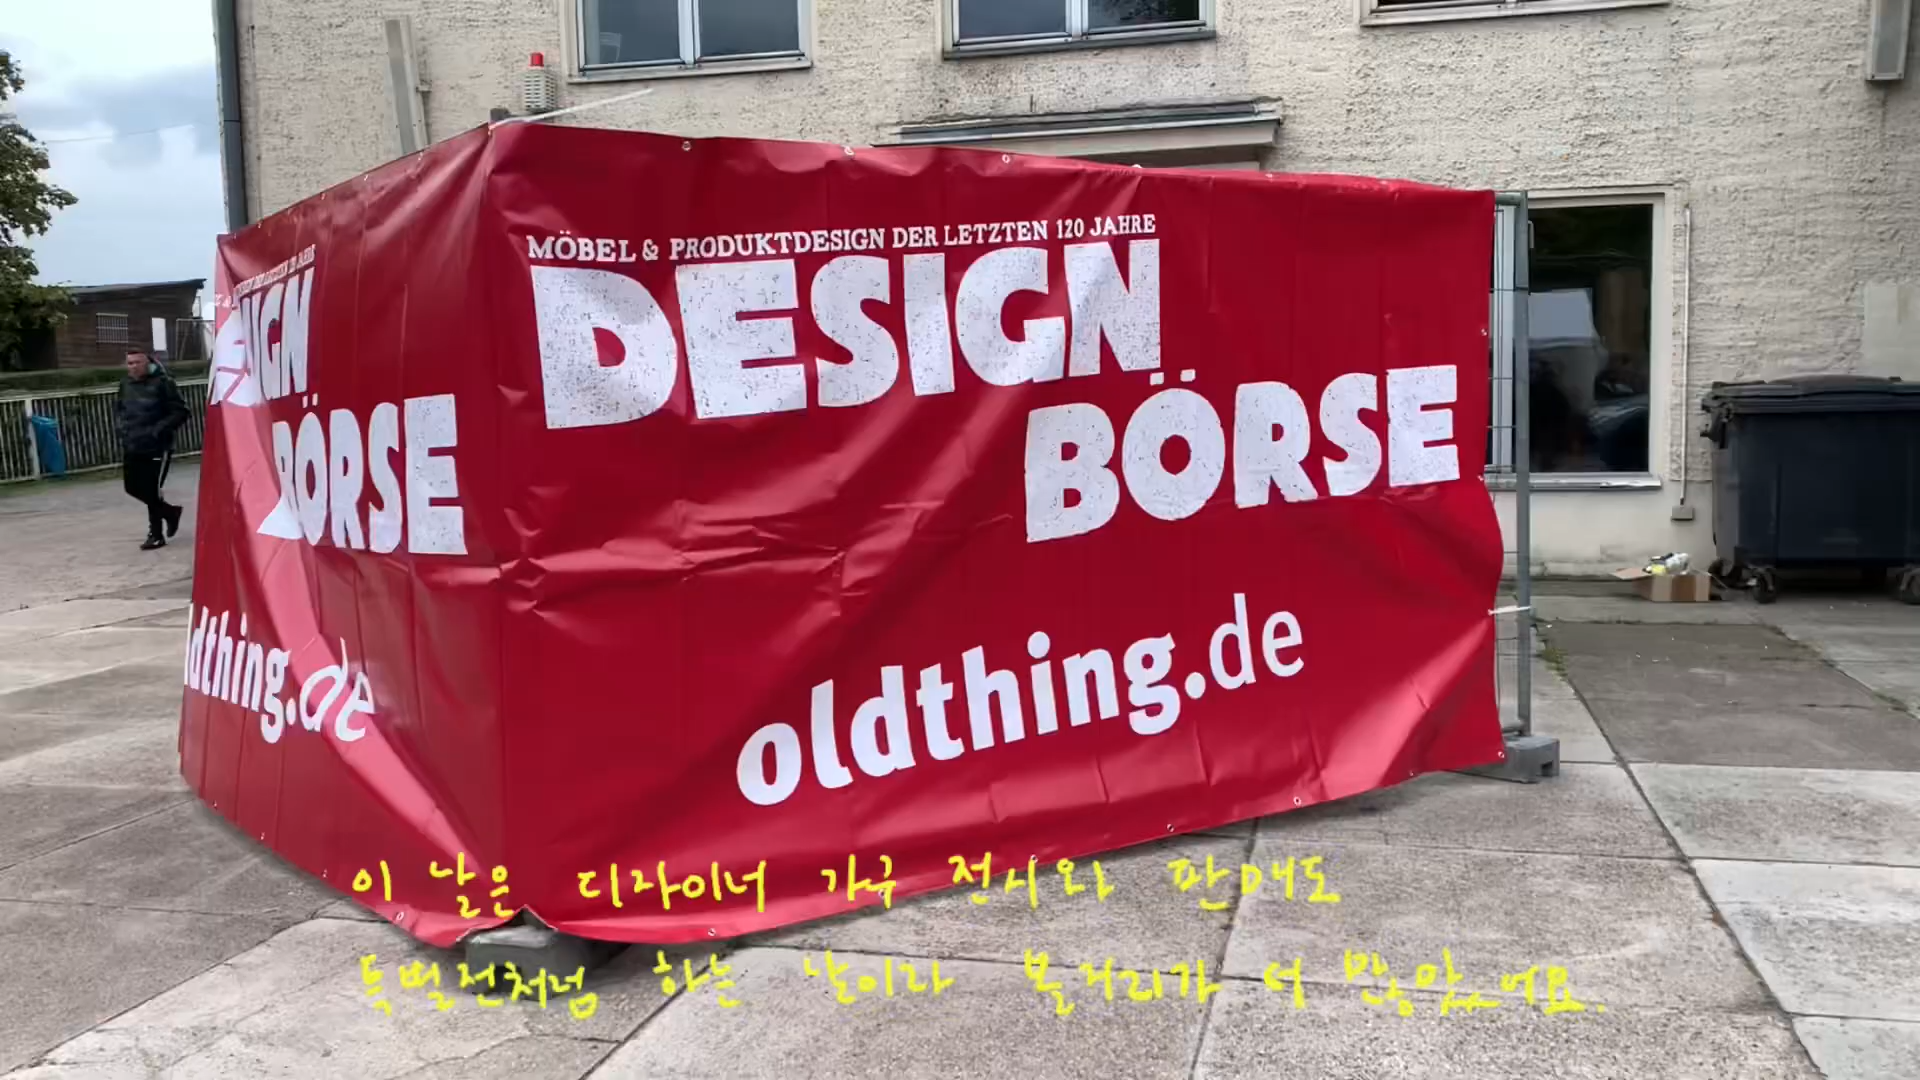 MÖBEL & PRODUKTDESIGN DER LETZTEN 120 JAHRE
DESIGN
BÖRSE
oldthing.de
SIGN
BÖRSE
ldthing.de
이 날은 디자이너 가구 전시와 판매도
특별전처럼 하는 날이라 볼거리가 더 많았어요.